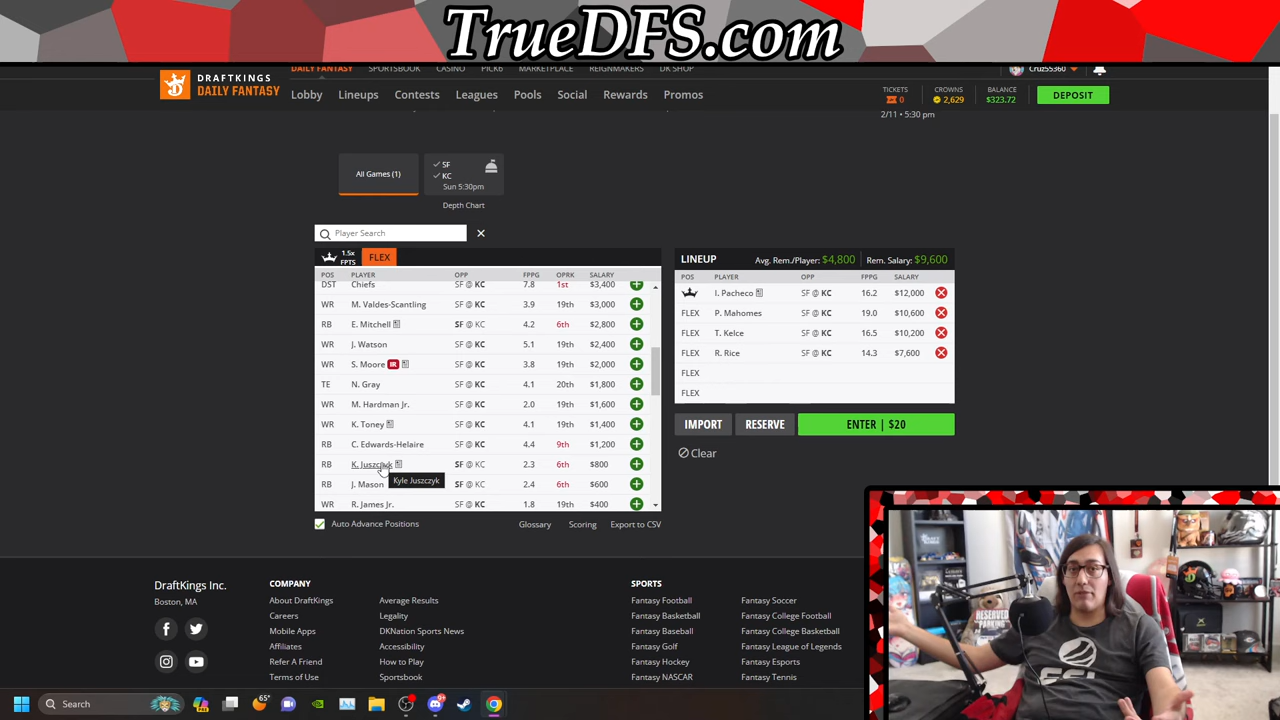 TrueDFS.com
DRAFTKINGS
DAILY FANTASY
DAILY FANTASY SPORTSBOOK CASINO PICK6 MARKETPLACE REIGNMAKERS DK SHOP
Cruz55360
Lobby Lineups Contests Leagues Pools Social Rewards Promos
TICKETS CROWNS BALANCE
0 2,629 $323.72
DEPOSIT
2/11 • 5:30 pm
All Games (1)
SF
KC
Sun 5:30pm
Depth Chart
Player Search
1.5x
FPTS
FLEX
POS PLAYER OPP FPPG OPRK SALARY
DST Chiefs SF @ KC 7.8 1st $3,400
WR M. Valdes-Scantling SF @ KC 3.9 19th $3,000
RB E. Mitchell SF @ KC 4.2 6th $2,800
WR J. Watson SF @ KC 5.1 19th $2,400
WR S. Moore IR SF @ KC 3.8 19th $2,000
TE N. Gray SF @ KC 4.1 20th $1,800
WR M. Hardman Jr. SF @ KC 2.0 19th $1,600
WR K. Toney SF @ KC 4.1 19th $1,400
RB C. Edwards-Helaire SF @ KC 4.4 9th $1,200
RB K. Juszczyk SF @ KC 2.3 6th $800
Kyle Juszczyk
RB J. Mason SF @ KC 2.4 6th $600
WR R. James Jr. SF @ KC 1.8 19th $400
Auto Advance Positions
Glossary Scoring Export to CSV
LINEUP Avg. Rem./Player: $4,800 Rem. Salary: $9,600
POS PLAYER OPP FPPG SALARY
I. Pacheco SF @ KC 16.2 $12,000
FLEX P. Mahomes SF @ KC 19.0 $10,600
FLEX T. Kelce SF @ KC 16.5 $10,200
FLEX R. Rice SF @ KC 14.3 $7,600
FLEX
FLEX
IMPORT RESERVE ENTER | $20
Clear
DraftKings Inc.
Boston, MA
COMPANY
About DraftKings Average Results
Careers Legality
Mobile Apps DKNation Sports News
Affiliates Accessibility
Refer A Friend How to Play
Terms of Use Sportsbook
SPORTS
Fantasy Football Fantasy Soccer
Fantasy Basketball Fantasy College Football
Fantasy Baseball Fantasy College Basketball
Fantasy Golf Fantasy League of Legends
Fantasy Hockey Fantasy Esports
Fantasy NASCAR Fantasy Tennis
RESERVED
Search
65°